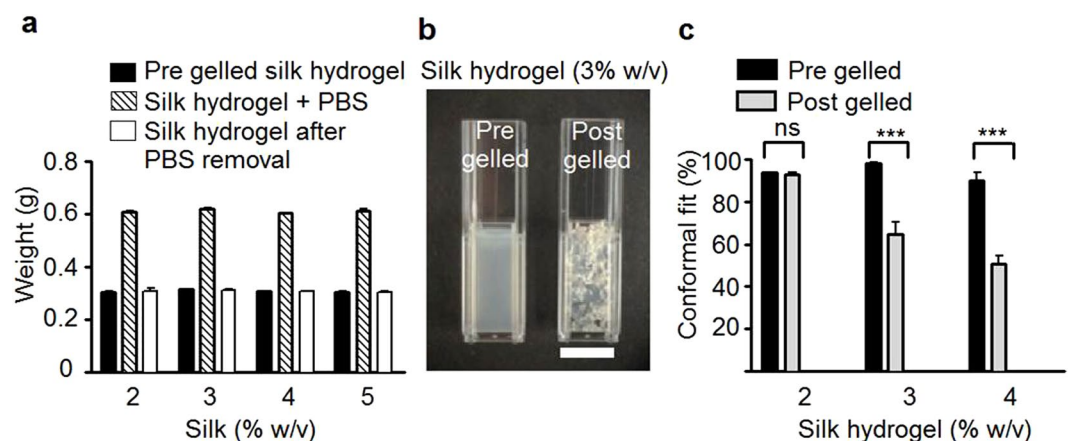 a
Pre gelled silk hydrogel
Silk hydrogel + PBS
Silk hydrogel after
PBS removal
Weight (g)
0.8
0.6
0.4
0.2
0
2 3 4 5
Silk (% w/v)
b
Silk hydrogel (3% w/v)
Pre
gelled
Post
gelled
c
Pre gelled
Post gelled
ns *** ***
Conformal fit (%)
100
80
60
40
20
2 3 4
Silk hydrogel (% w/v)